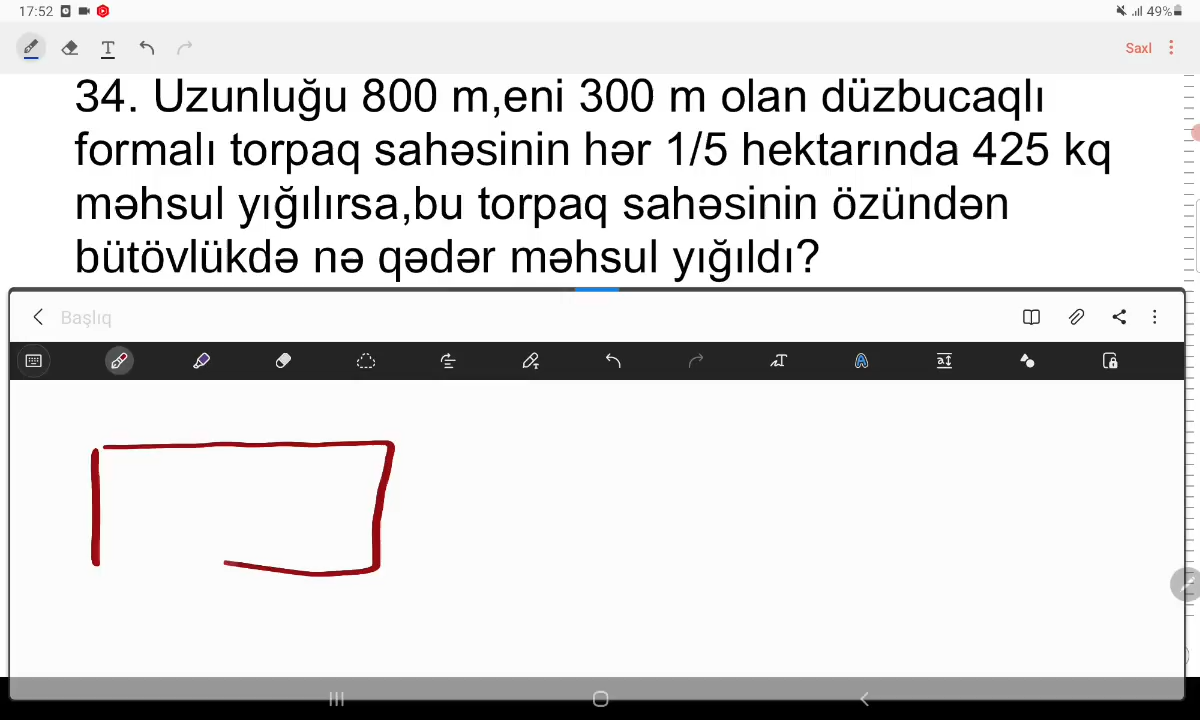 17:52
49%
Saxl
34. Uzunluğu 800 m,eni 300 m olan düzbucaqlı
formalı torpaq sahəsinin hər 1/5 hektarında 425 kq
məhsul yığılırsa,bu torpaq sahəsinin özündən
bütövlükdə nə qədər məhsul yığıldı?
Başlıq